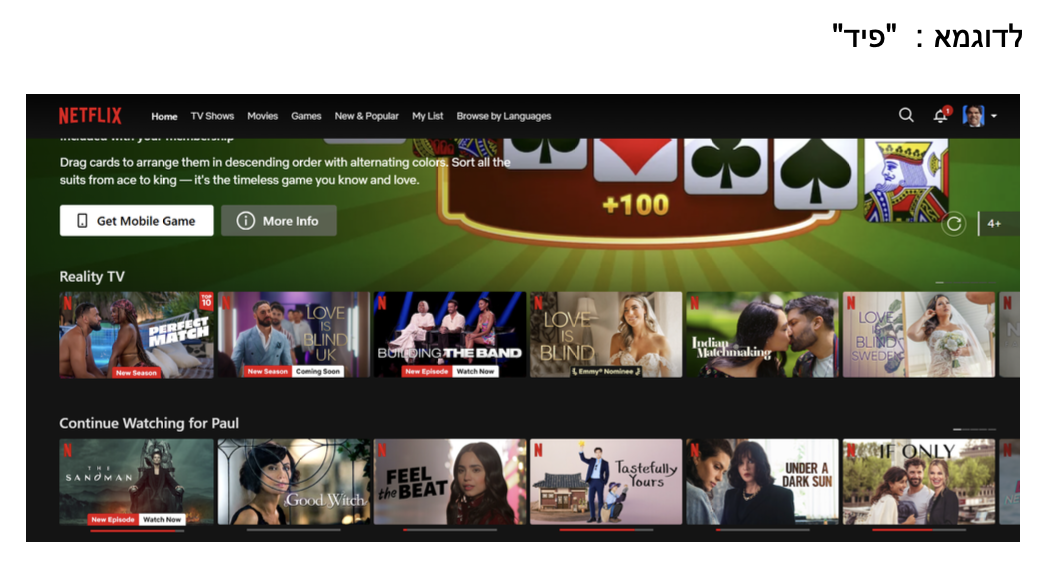 לדוגמא : "פיד"
NETFLIX Home TV Shows Movies Games New & Popular My List Browse by Languages 1
included with your membership
Drag cards to arrange them in descending order with alternating colors. Sort all the
suits from ace to king — it's the timeless game you know and love.
+100
Get Mobile Game More Info 4+
Reality TV
N TOP 10 PERFECT MATCH New Season
N LOVE IS BLIND UK New Season Coming Soon
N BUILDING THE BAND New Episode Watch Now
N LOVE IS BLIND Emmy® Nominee
N Indian Matchmaking
N LOVE IS BLIND SWEDEN
N
Continue Watching for Paul
N THE SANDMAN New Episode Watch Now
Good Witch
N FEEL the BEAT
N Tastefully Yours
N UNDER A DARK SUN
N IF ONLY
N